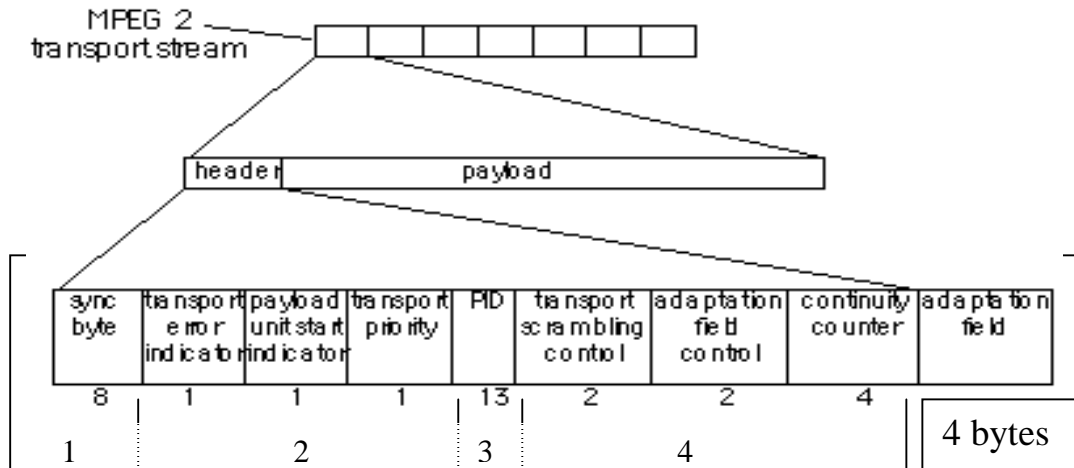 MPEG 2
transport stream
header payload
sync byte
transport error indicator
payload unit start indicator
transport priority
PID
transport scrambling control
adaptation field control
continuity counter
adaptation field
8 1 1 1 13 2 2 4
1 2 3 4 4 bytes